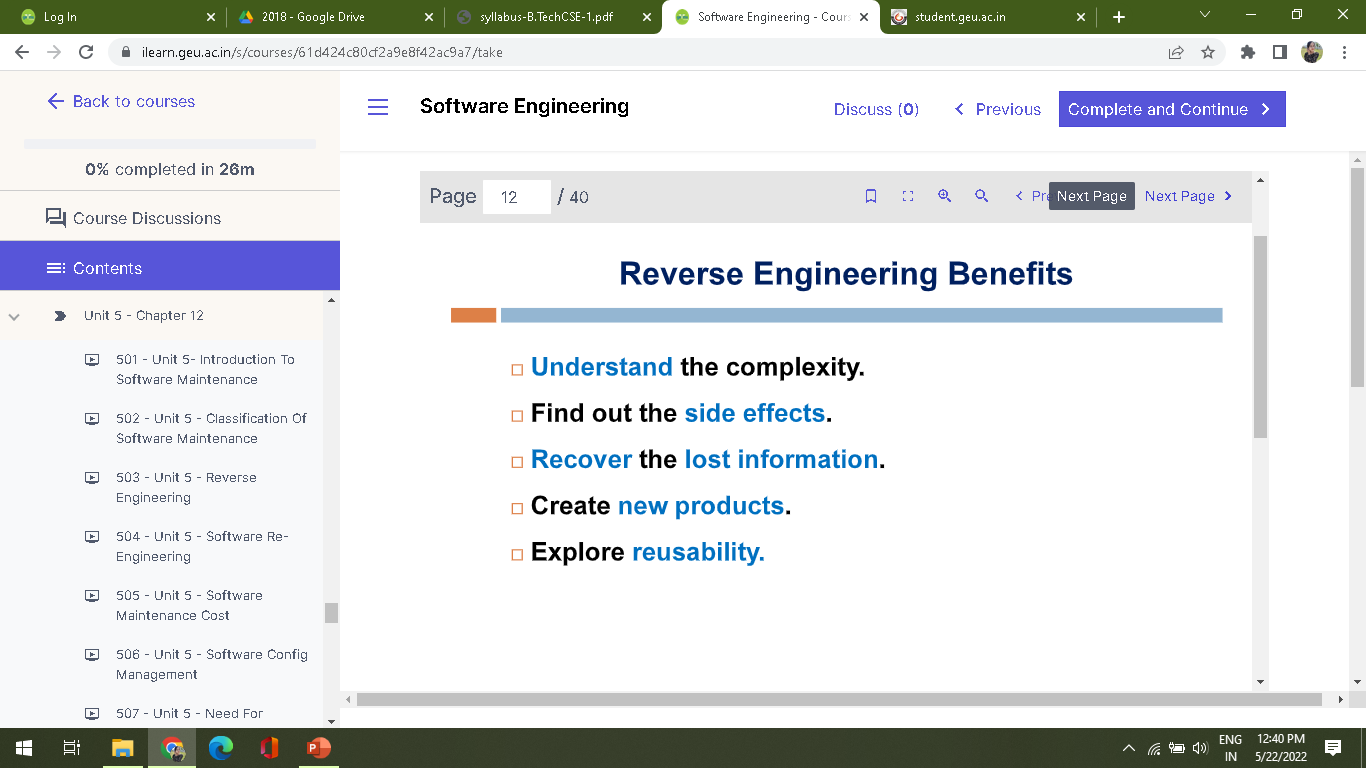 Log In
2018 - Google Drive
syllabus-B.TechCSE-1.pdf
Software Engineering - Cours
student.geu.ac.in
ilearn.geu.ac.in/s/courses/61d424c80cf2a9e8f42ac9a7/take
Back to courses
0% completed in 26m
Course Discussions
Contents
Unit 5 - Chapter 12
501 - Unit 5- Introduction To
Software Maintenance
502 - Unit 5 - Classification Of
Software Maintenance
503 - Unit 5 - Reverse
Engineering
504 - Unit 5 - Software Re-
Engineering
505 - Unit 5 - Software
Maintenance Cost
506 - Unit 5 - Software Config
Management
507 - Unit 5 - Need For
Software Engineering
Discuss (0)
Previous
Complete and Continue
Page 12 / 40
Pre
Next Page
Next Page
Reverse Engineering Benefits
Understand the complexity.
Find out the side effects.
Recover the lost information.
Create new products.
Explore reusability.
ENG
IN
12:40 PM
5/22/2022